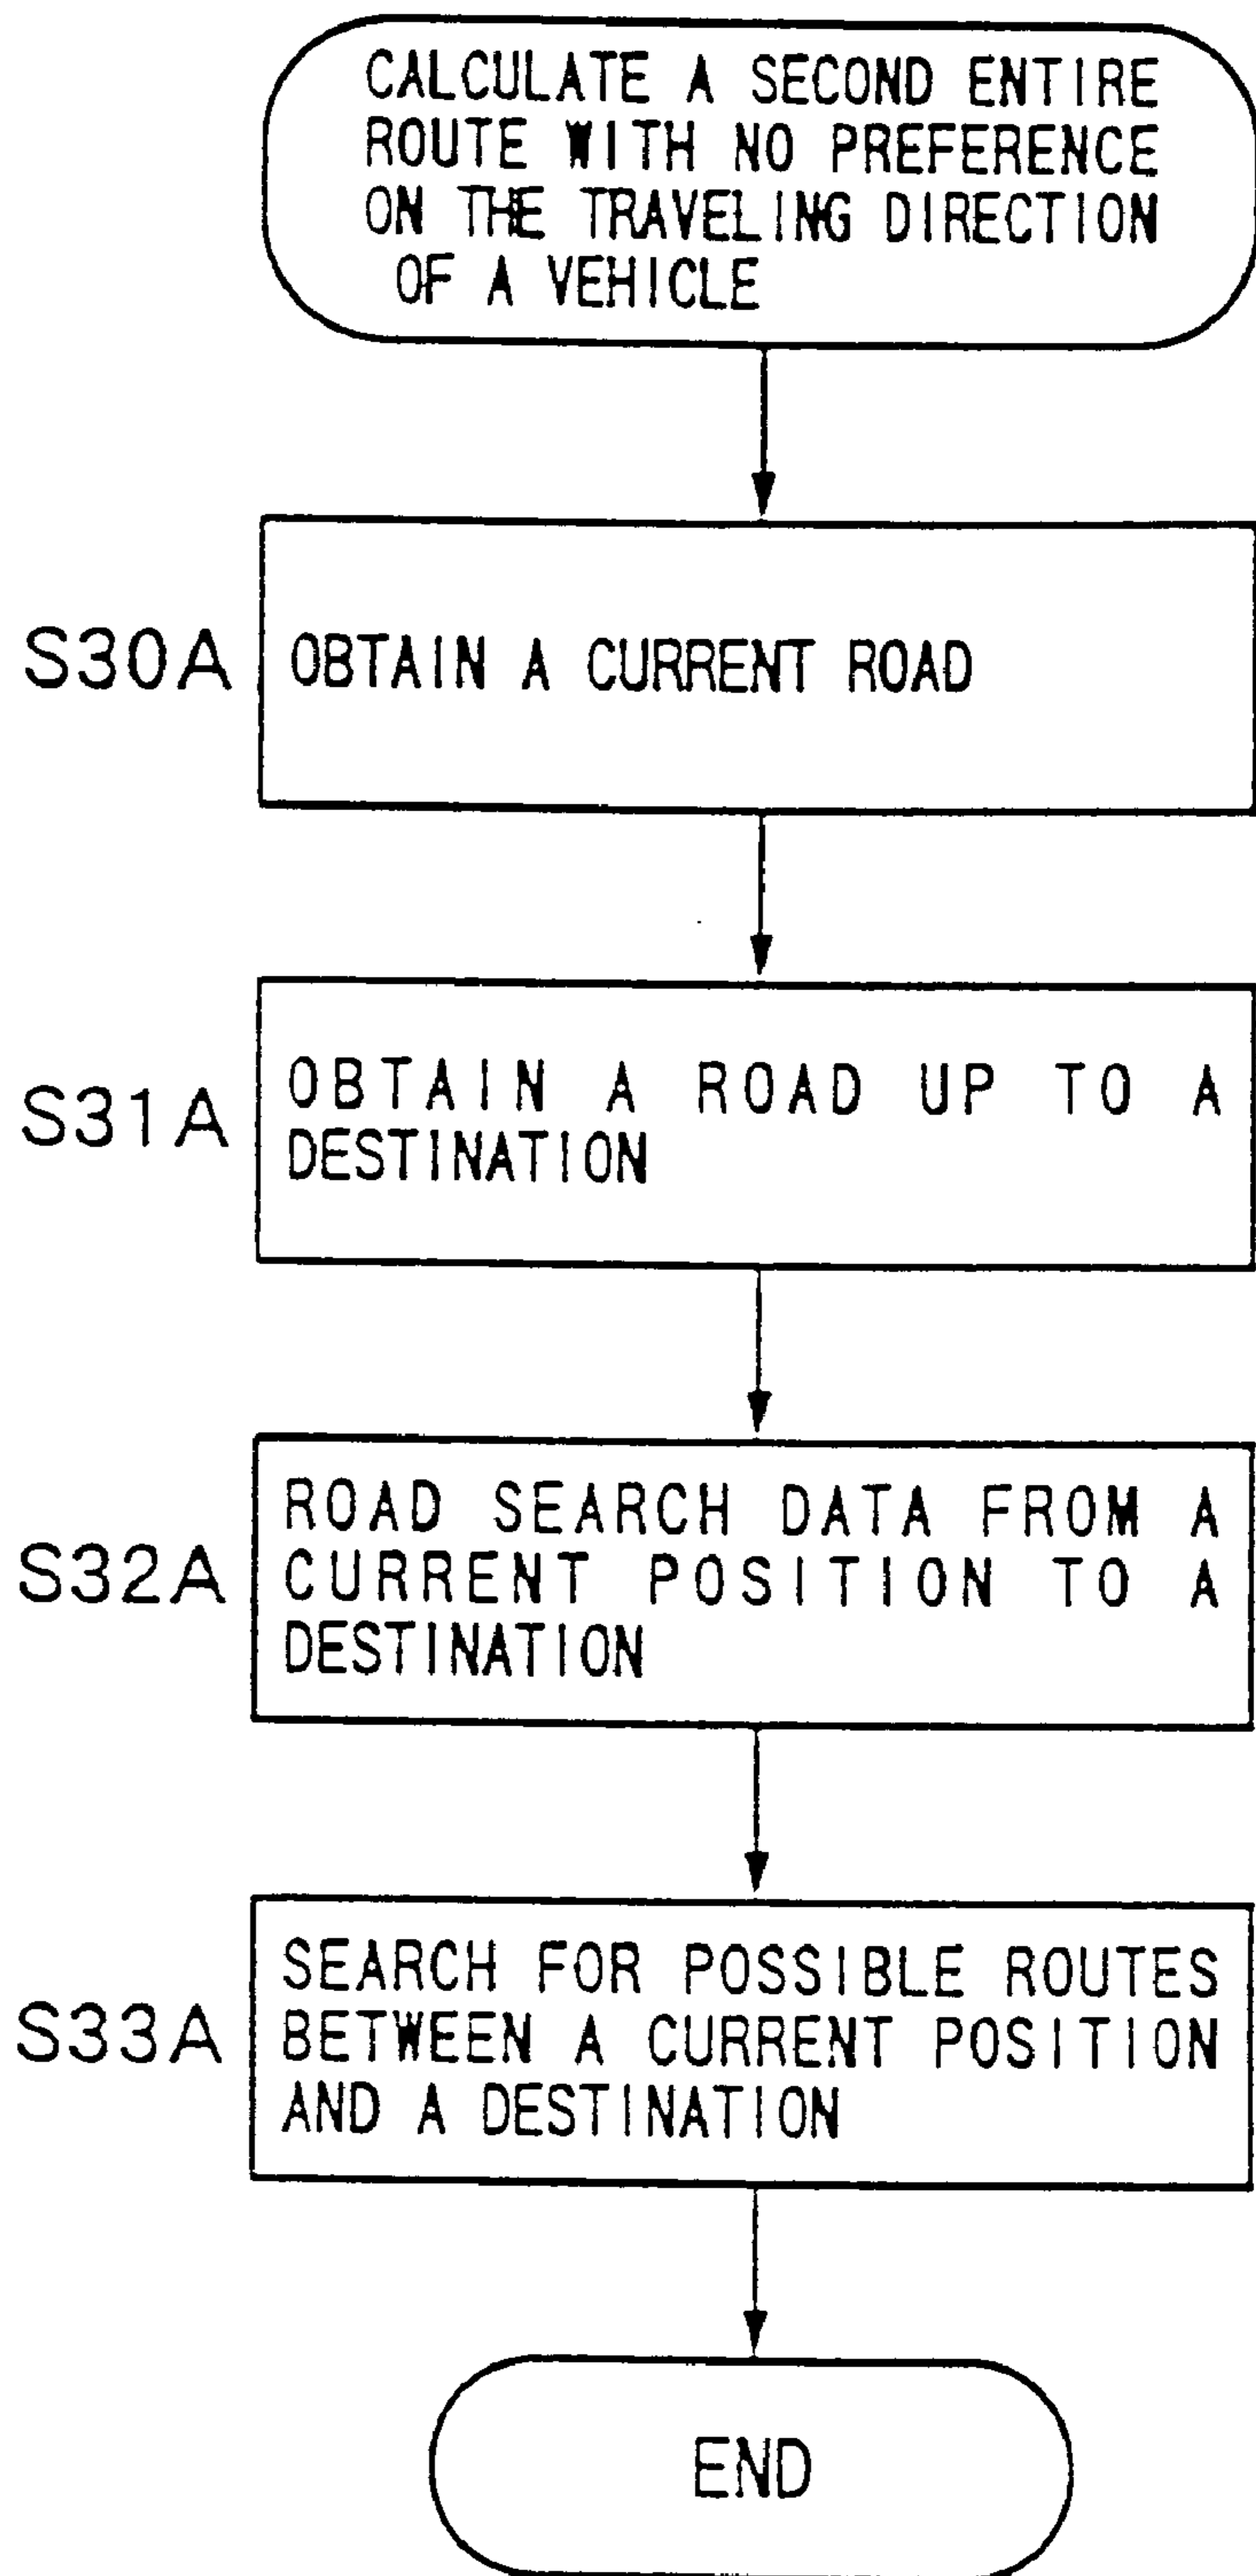 CALCULATE A SECOND ENTIRE
ROUTE WITH NO PREFERENCE
ON THE TRAVELING DIRECTION
OF A VEHICLE
S30A
OBTAIN A CURRENT ROAD
S31A
OBTAIN A ROAD UP TO A
DESTINATION
S32A
ROAD SEARCH DATA FROM A
CURRENT POSITION TO A
DESTINATION
S33A
SEARCH FOR POSSIBLE ROUTES
BETWEEN A CURRENT POSITION
AND A DESTINATION
END